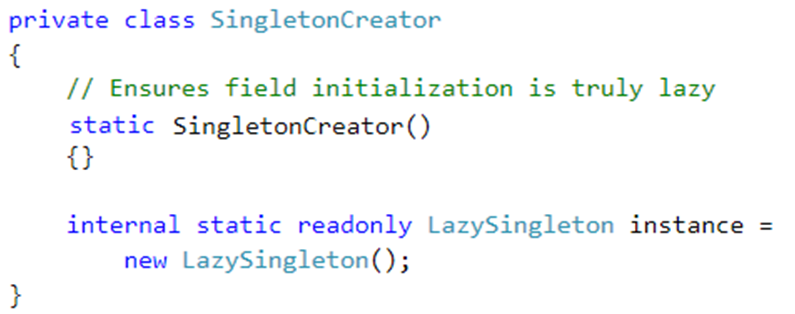 private class SingletonCreator
{
    // Ensures field initialization is truly lazy
    static SingletonCreator()
    {}

    internal static readonly LazySingleton instance =
        new LazySingleton();
}